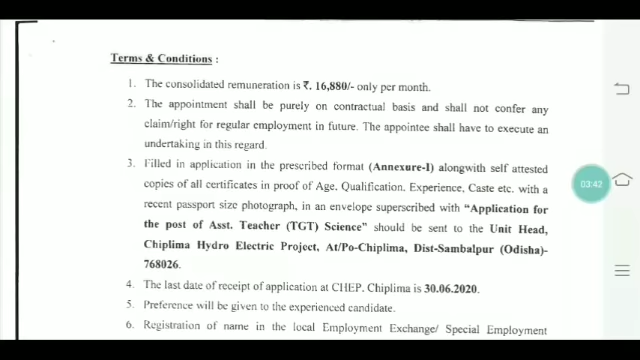 Terms & Conditions :
1. The consolidated remuneration is ₹. 16,880/- only per month.
2. The appointment shall be purely on contractual basis and shall not confer any
claim/right for regular employment in future. The appointee shall have to execute an
undertaking in this regard.
3. Filled in application in the prescribed format (Annexure-I) alongwith self attested
copies of all certificates in proof of Age, Qualification, Experience, Caste etc. with a
recent passport size photograph, in an envelope superscribed with "Application for
the post of Asst. Teacher (TGT) Science" should be sent to the Unit Head,
Chiplima Hydro Electric Project, At/Po-Chiplima, Dist-Sambalpur (Odisha)-
768026.
4. The last date of receipt of application at CHEP, Chiplima is 30.06.2020.
5. Preference will be given to the experienced candidate.
6. Registration of name in the local Employment Exchange/ Special Employment
03:42